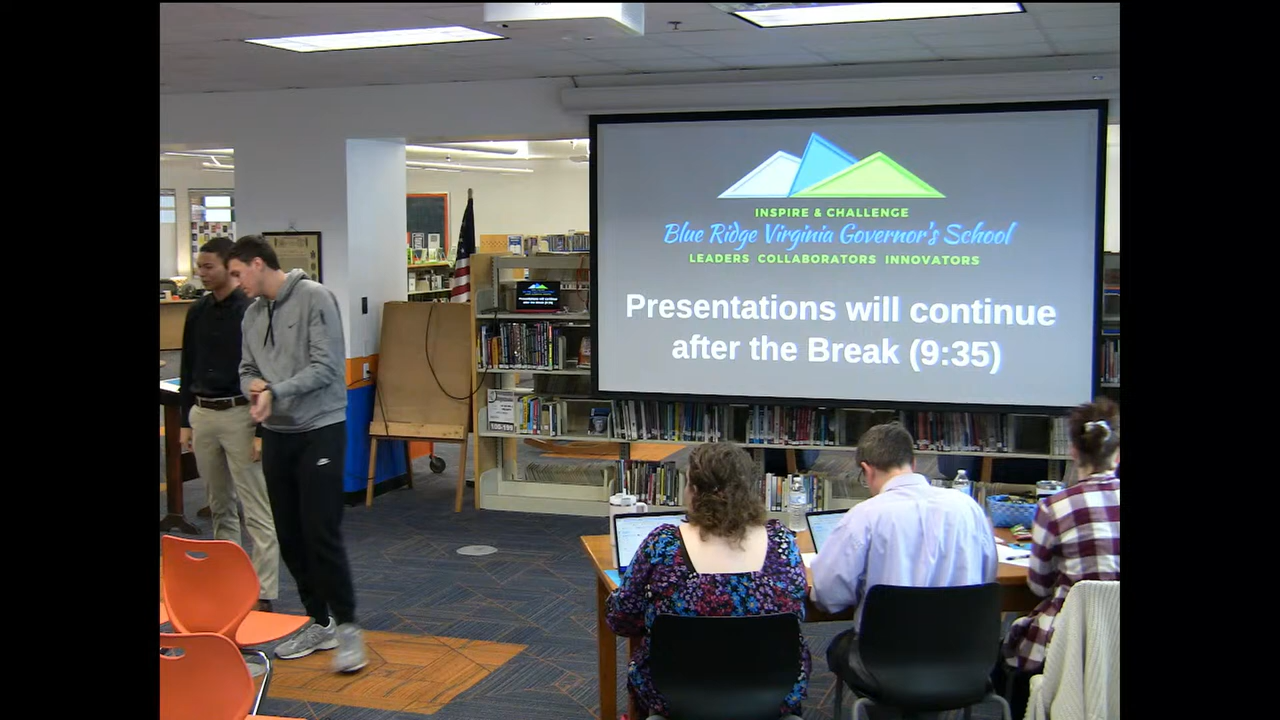 INSPIRE & CHALLENGE
Blue Ridge Virginia Governor's School
LEADERS COLLABORATORS INNOVATORS
Presentations will continue
after the Break (9:35)